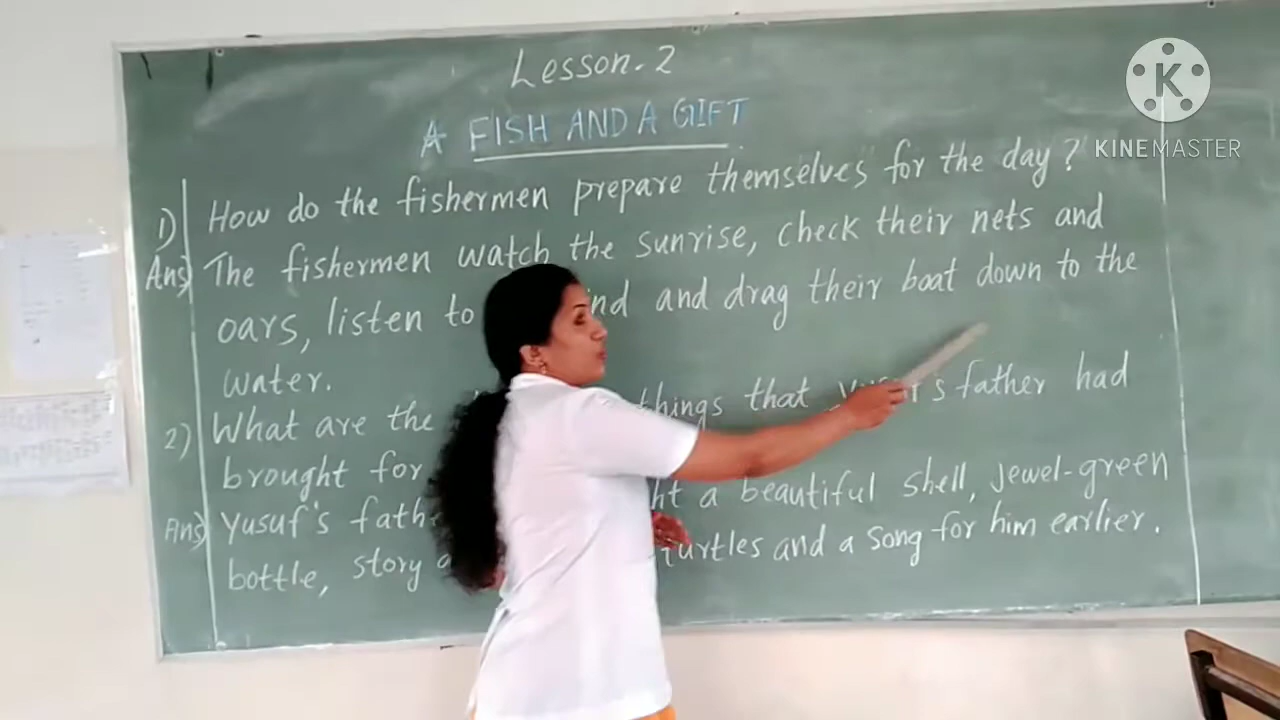 Lesson-2
A FISH AND A GIFT
K
KINEMASTER
1) How do the fishermen prepare themselves for the day?
Ans) The fishermen watch the sunrise, check their nets and
oars, listen to and drag their boat down to the
water.
2) What are the things that father had
brought for
Ans) Yusuf's a beautiful shell, jewel-green
bottle, story turtles and a song for him earlier.